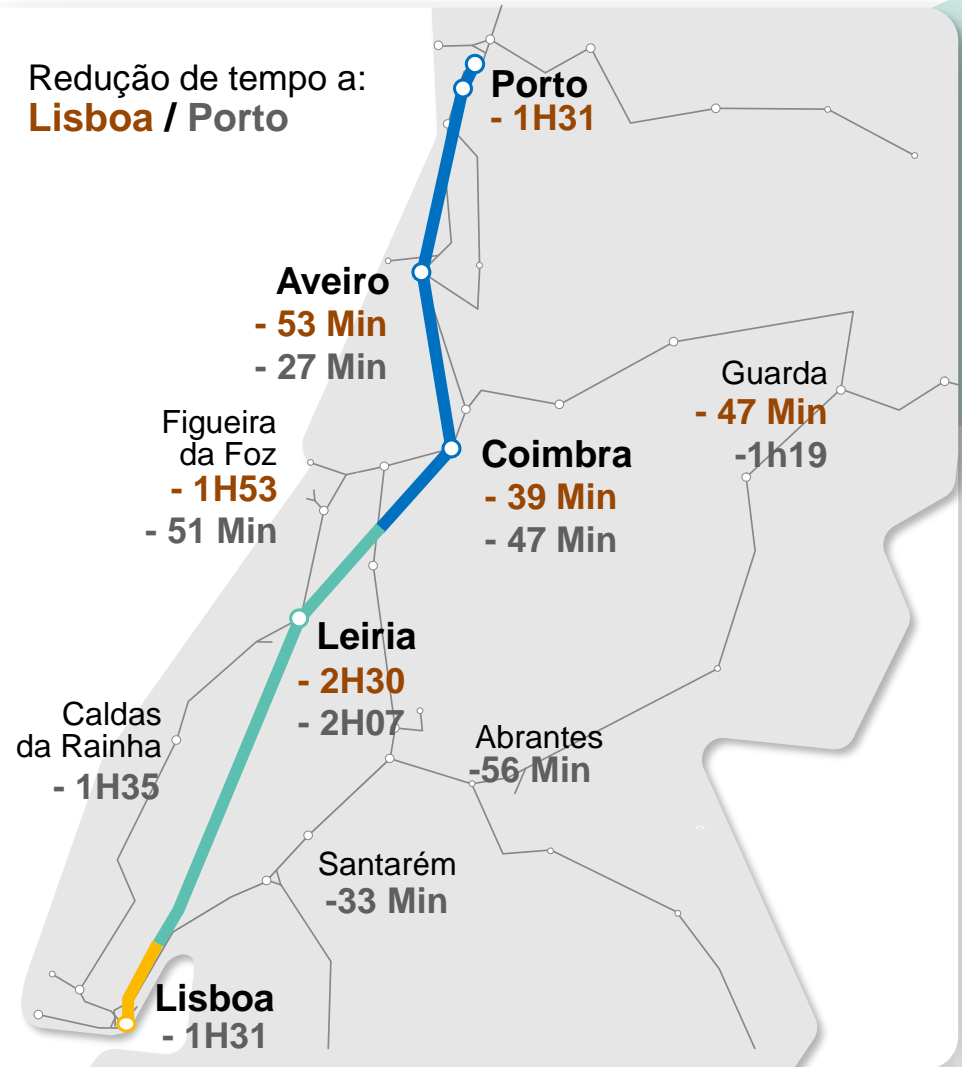 Redução de tempo a:
Lisboa / Porto
Porto
- 1H31
Aveiro
- 53 Min
- 27 Min
Guarda
- 47 Min
-1h19
Figueira
da Foz
- 1H53
- 51 Min
Coimbra
- 39 Min
- 47 Min
Leiria
- 2H30
- 2H07
Caldas
da Rainha
- 1H35
Abrantes
-56 Min
Santarém
-33 Min
Lisboa
- 1H31